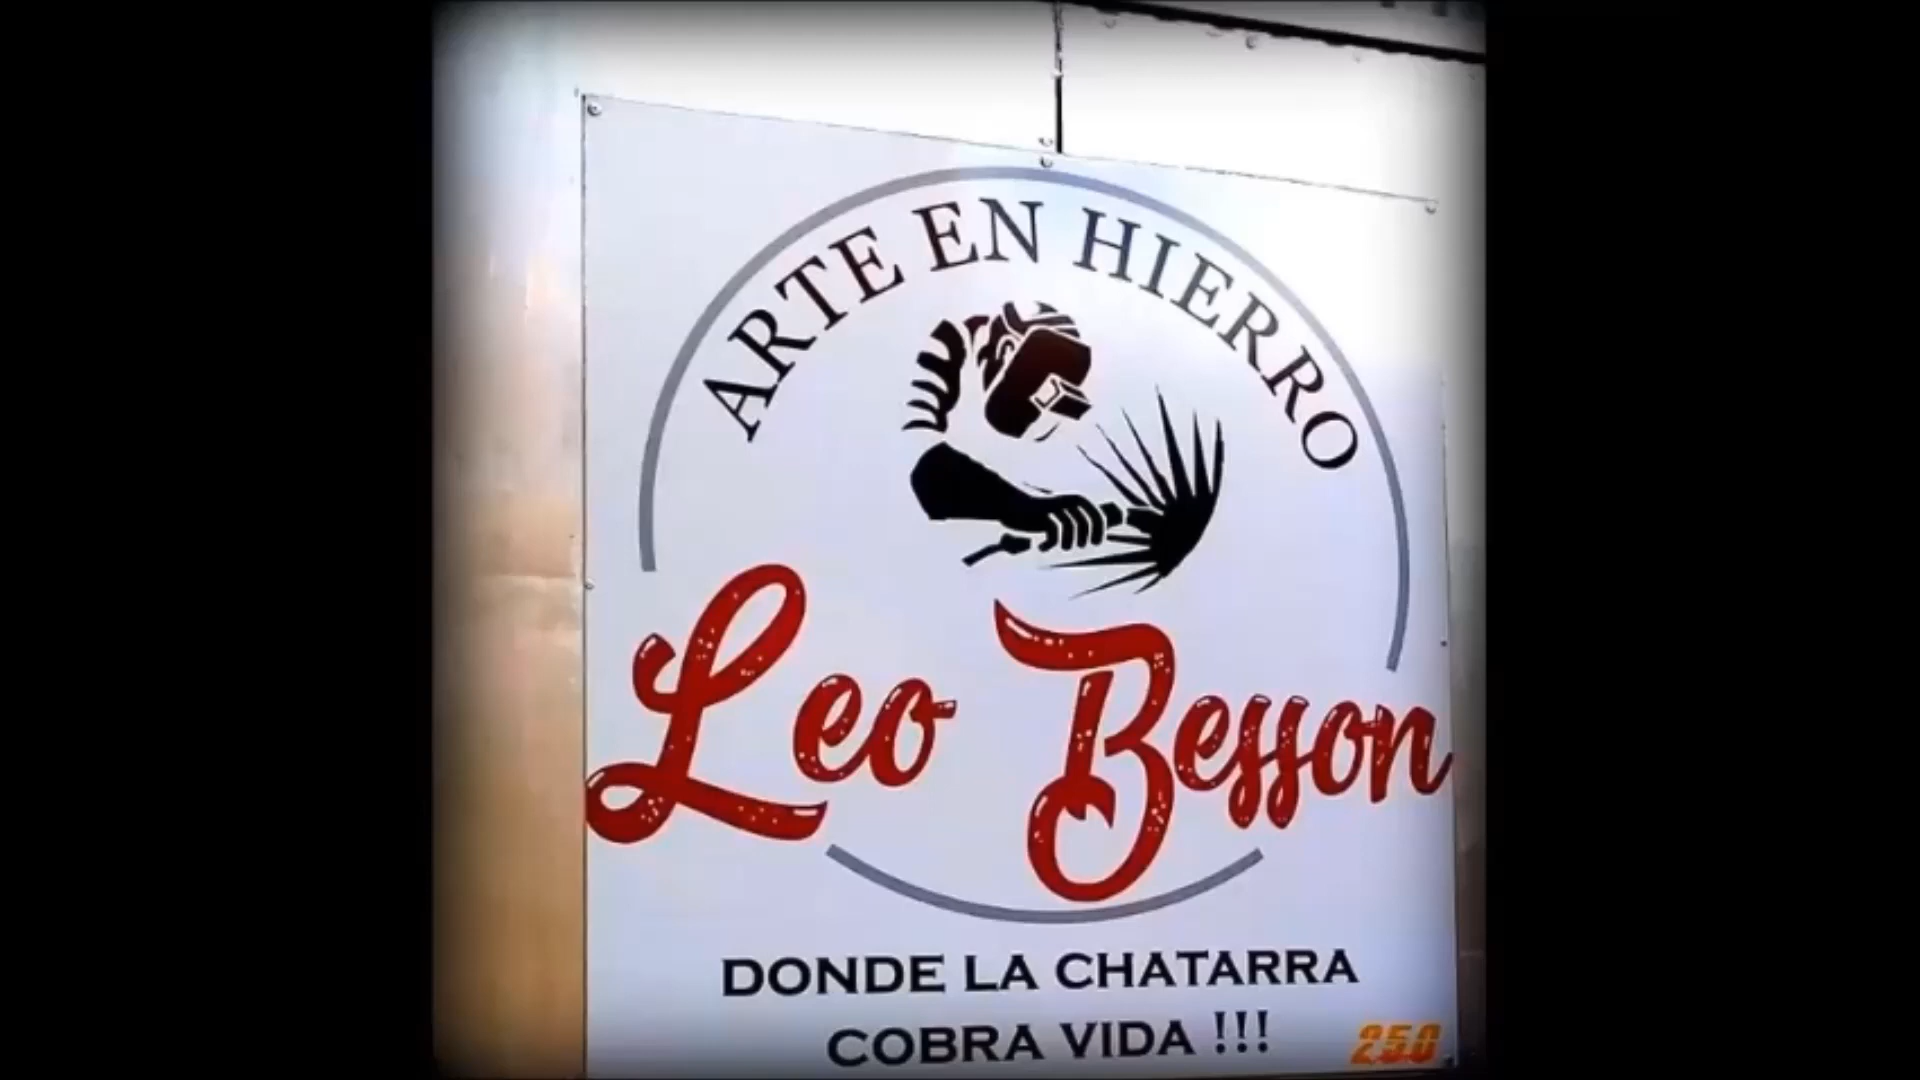 ARTE EN HIERRO
Leo Besson
DONDE LA CHATARRA
COBRA VIDA !!!
250